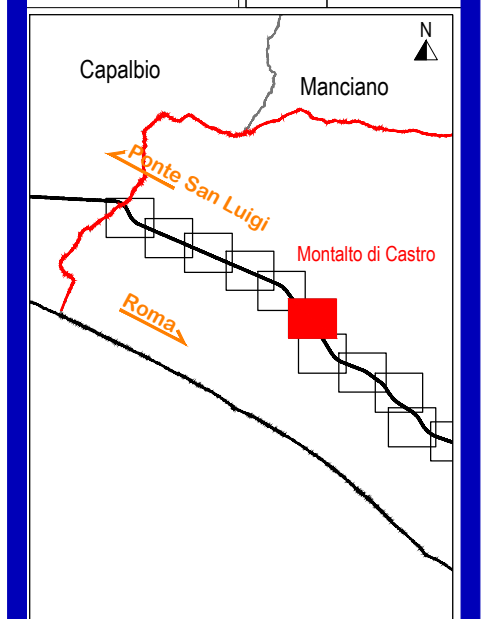 N
Capalbio
Manciano
Ponte San Luigi
Montalto di Castro
Roma